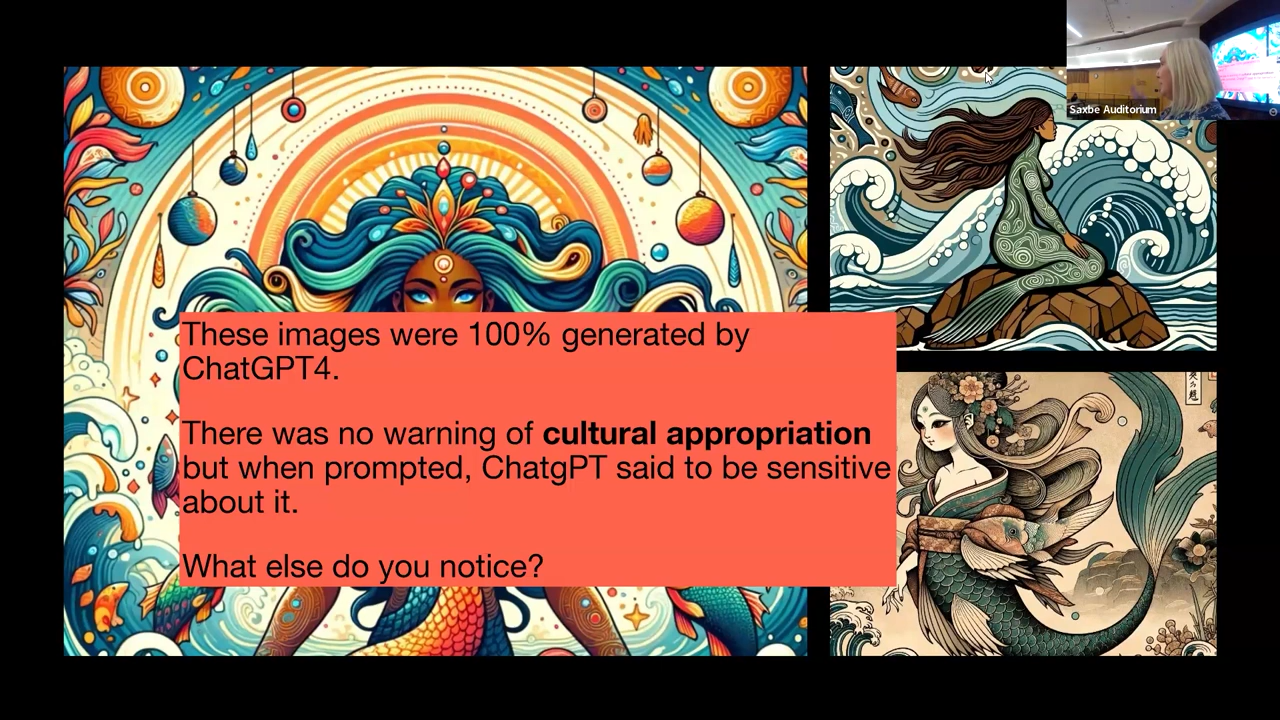 Saxbe Auditorium
These images were 100% generated by
ChatGPT4.
There was no warning of cultural appropriation
but when prompted, ChatgPT said to be sensitive
about it.
What else do you notice?